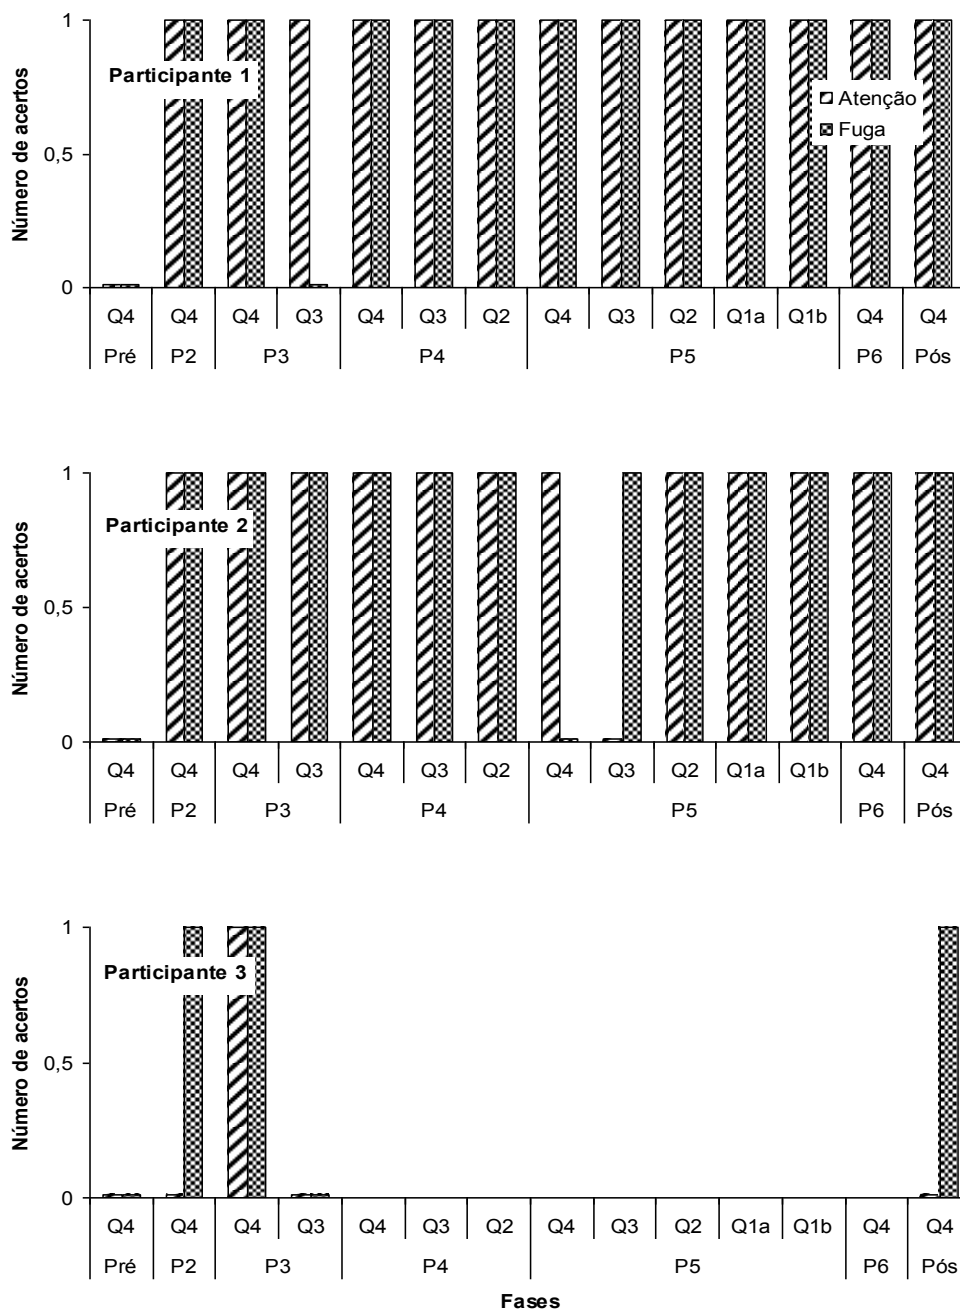 Número de acertos
1
0,5
0
Participante 1
Atenção
Fuga
Q4 Q4 Q4 Q3 Q4 Q3 Q2 Q4 Q3 Q2 Q1a Q1b Q4 Q4
Pré P2 P3 P4 P5 P6 Pós
Número de acertos
1
0,5
0
Participante 2
Q4 Q4 Q4 Q3 Q4 Q3 Q2 Q4 Q3 Q2 Q1a Q1b Q4 Q4
Pré P2 P3 P4 P5 P6 Pós
Número de acertos
1
0,5
0
Participante 3
Q4 Q4 Q4 Q3 Q4 Q3 Q2 Q4 Q3 Q2 Q1a Q1b Q4 Q4
Pré P2 P3 P4 P5 P6 Pós
Fases